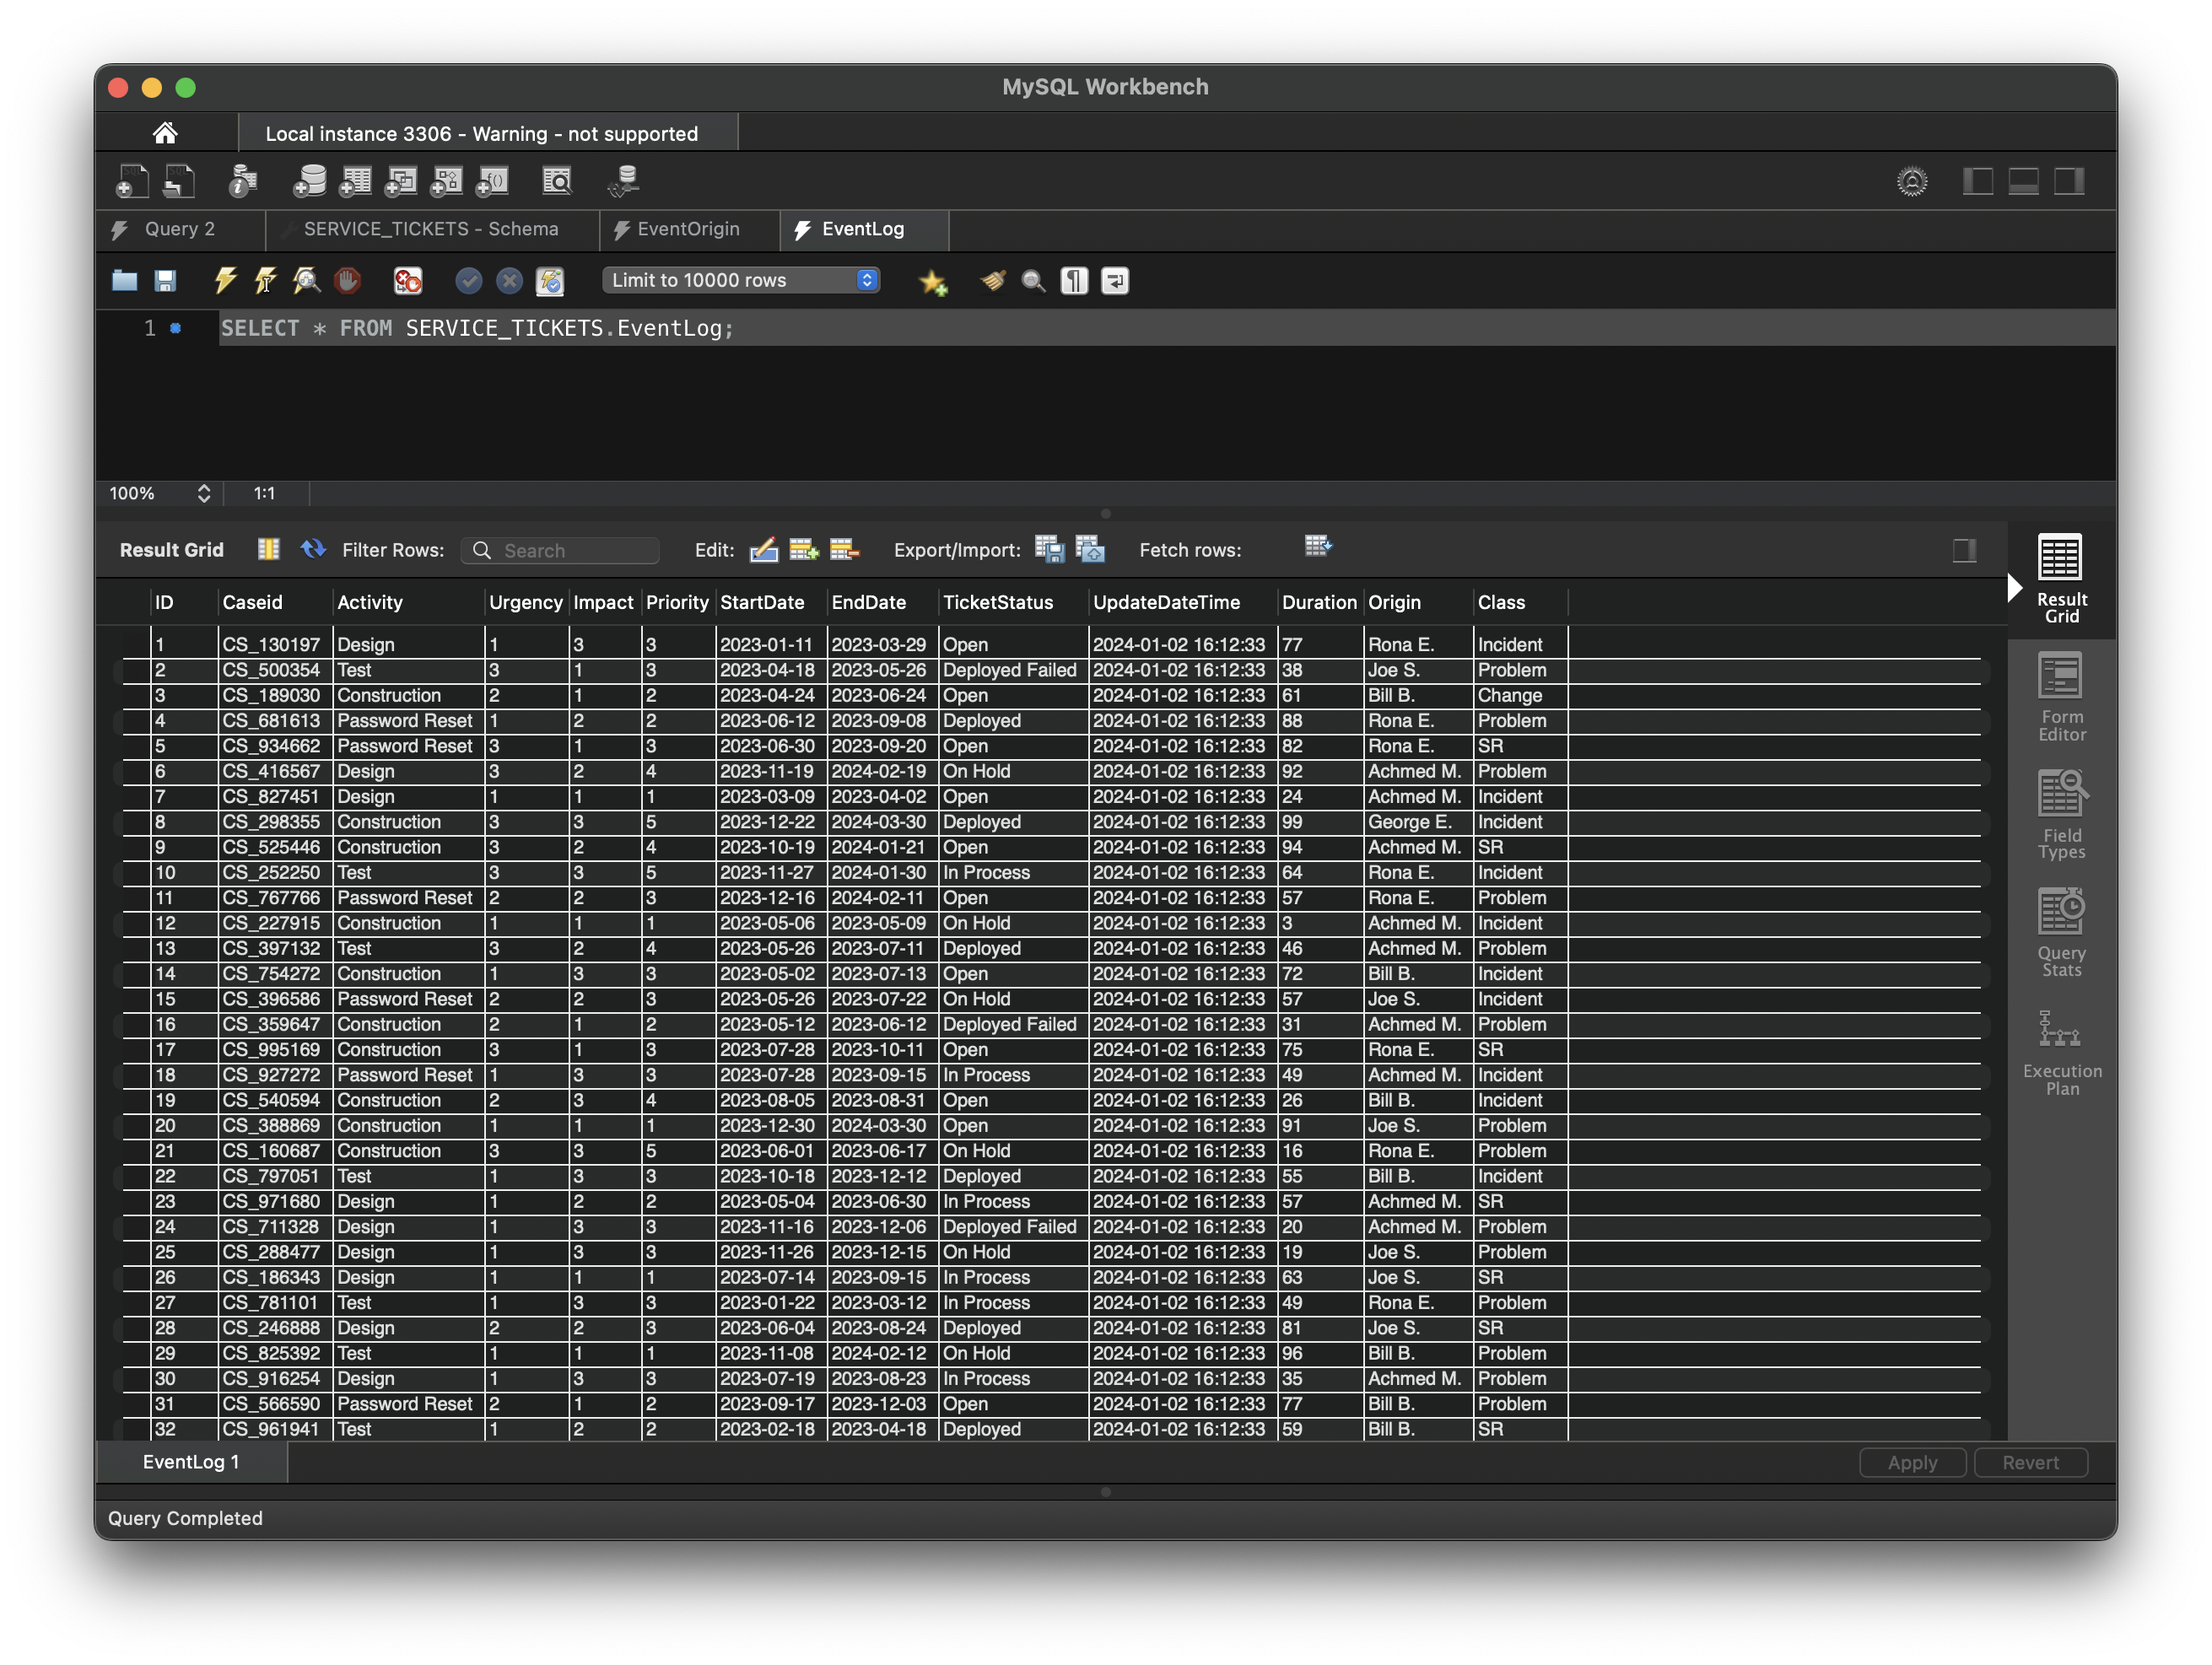 MySQL Workbench
Local instance 3306 - Warning - not supported
Query 2 SERVICE_TICKETS - Schema EventOrigin EventLog
Limit to 10000 rows
1 SELECT * FROM SERVICE_TICKETS.EventLog;
100% 1:1
Result Grid Filter Rows: Search Edit: Export/Import: Fetch rows:
ID Caseid Activity Urgency Impact Priority StartDate EndDate TicketStatus UpdateDateTime Duration Origin Class
1 CS_130197 Design 1 3 3 2023-01-11 2023-03-29 Open 2024-01-02 16:12:33 77 Rona E. Incident
2 CS_500354 Test 3 1 3 2023-04-18 2023-05-26 Deployed Failed 2024-01-02 16:12:33 38 Joe S. Problem
3 CS_189030 Construction 2 1 2 2023-04-24 2023-06-24 Open 2024-01-02 16:12:33 61 Bill B. Change
4 CS_681613 Password Reset 1 2 2 2023-06-12 2023-09-08 Deployed 2024-01-02 16:12:33 88 Rona E. Problem
5 CS_934662 Password Reset 3 1 3 2023-06-30 2023-09-20 Open 2024-01-02 16:12:33 82 Rona E. SR
6 CS_416567 Design 3 2 4 2023-11-19 2024-02-19 On Hold 2024-01-02 16:12:33 92 Achmed M. Problem
7 CS_827451 Design 1 1 1 2023-03-09 2023-04-02 Open 2024-01-02 16:12:33 24 Achmed M. Incident
8 CS_298355 Construction 3 3 5 2023-12-22 2024-03-30 Deployed 2024-01-02 16:12:33 99 George E. Incident
9 CS_525446 Construction 3 2 4 2023-10-19 2024-01-21 Open 2024-01-02 16:12:33 94 Achmed M. SR
10 CS_252250 Test 3 3 5 2023-11-27 2024-01-30 In Process 2024-01-02 16:12:33 64 Rona E. Incident
11 CS_767766 Password Reset 2 2 3 2023-12-16 2024-02-11 Open 2024-01-02 16:12:33 57 Rona E. Problem
12 CS_227915 Construction 1 1 1 2023-05-06 2023-05-09 On Hold 2024-01-02 16:12:33 3 Achmed M. Incident
13 CS_397132 Test 3 2 4 2023-05-26 2023-07-11 Deployed 2024-01-02 16:12:33 46 Achmed M. Problem
14 CS_754272 Construction 1 3 3 2023-05-02 2023-07-13 Open 2024-01-02 16:12:33 72 Bill B. Incident
15 CS_396586 Password Reset 2 2 3 2023-05-26 2023-07-22 On Hold 2024-01-02 16:12:33 57 Joe S. Incident
16 CS_359647 Construction 2 1 2 2023-05-12 2023-06-12 Deployed Failed 2024-01-02 16:12:33 31 Achmed M. Problem
17 CS_995169 Construction 3 1 3 2023-07-28 2023-10-11 Open 2024-01-02 16:12:33 75 Rona E. SR
18 CS_927272 Password Reset 1 3 3 2023-07-28 2023-09-15 In Process 2024-01-02 16:12:33 49 Achmed M. Incident
19 CS_540594 Construction 2 3 4 2023-08-05 2023-08-31 Open 2024-01-02 16:12:33 26 Bill B. Incident
20 CS_388869 Construction 1 1 1 2023-12-30 2024-03-30 Open 2024-01-02 16:12:33 91 Joe S. Problem
21 CS_160687 Construction 3 3 5 2023-06-01 2023-06-17 On Hold 2024-01-02 16:12:33 16 Rona E. Problem
22 CS_797051 Test 1 3 3 2023-10-18 2023-12-12 Deployed 2024-01-02 16:12:33 55 Bill B. Incident
23 CS_971680 Design 1 2 2 2023-05-04 2023-06-30 In Process 2024-01-02 16:12:33 57 Achmed M. SR
24 CS_711328 Design 1 3 3 2023-11-16 2023-12-06 Deployed Failed 2024-01-02 16:12:33 20 Achmed M. Problem
25 CS_288477 Design 1 3 3 2023-11-26 2023-12-15 On Hold 2024-01-02 16:12:33 19 Joe S. Problem
26 CS_186343 Design 1 1 1 2023-07-14 2023-09-15 In Process 2024-01-02 16:12:33 63 Joe S. SR
27 CS_781101 Test 1 3 3 2023-01-22 2023-03-12 In Process 2024-01-02 16:12:33 49 Rona E. Problem
28 CS_246888 Design 2 2 3 2023-06-04 2023-08-24 Deployed 2024-01-02 16:12:33 81 Joe S. SR
29 CS_825392 Test 1 1 1 2023-11-08 2024-02-12 On Hold 2024-01-02 16:12:33 96 Bill B. Problem
30 CS_916254 Design 1 3 3 2023-07-19 2023-08-23 In Process 2024-01-02 16:12:33 35 Achmed M. Problem
31 CS_566590 Password Reset 2 1 2 2023-09-17 2023-12-03 Open 2024-01-02 16:12:33 77 Bill B. Problem
32 CS_961941 Test 1 2 2 2023-02-18 2023-04-18 Deployed 2024-01-02 16:12:33 59 Bill B. SR
Result
Grid
Form
Editor
Field
Types
Query
Stats
Execution
Plan
EventLog 1 Apply Revert
Query Completed